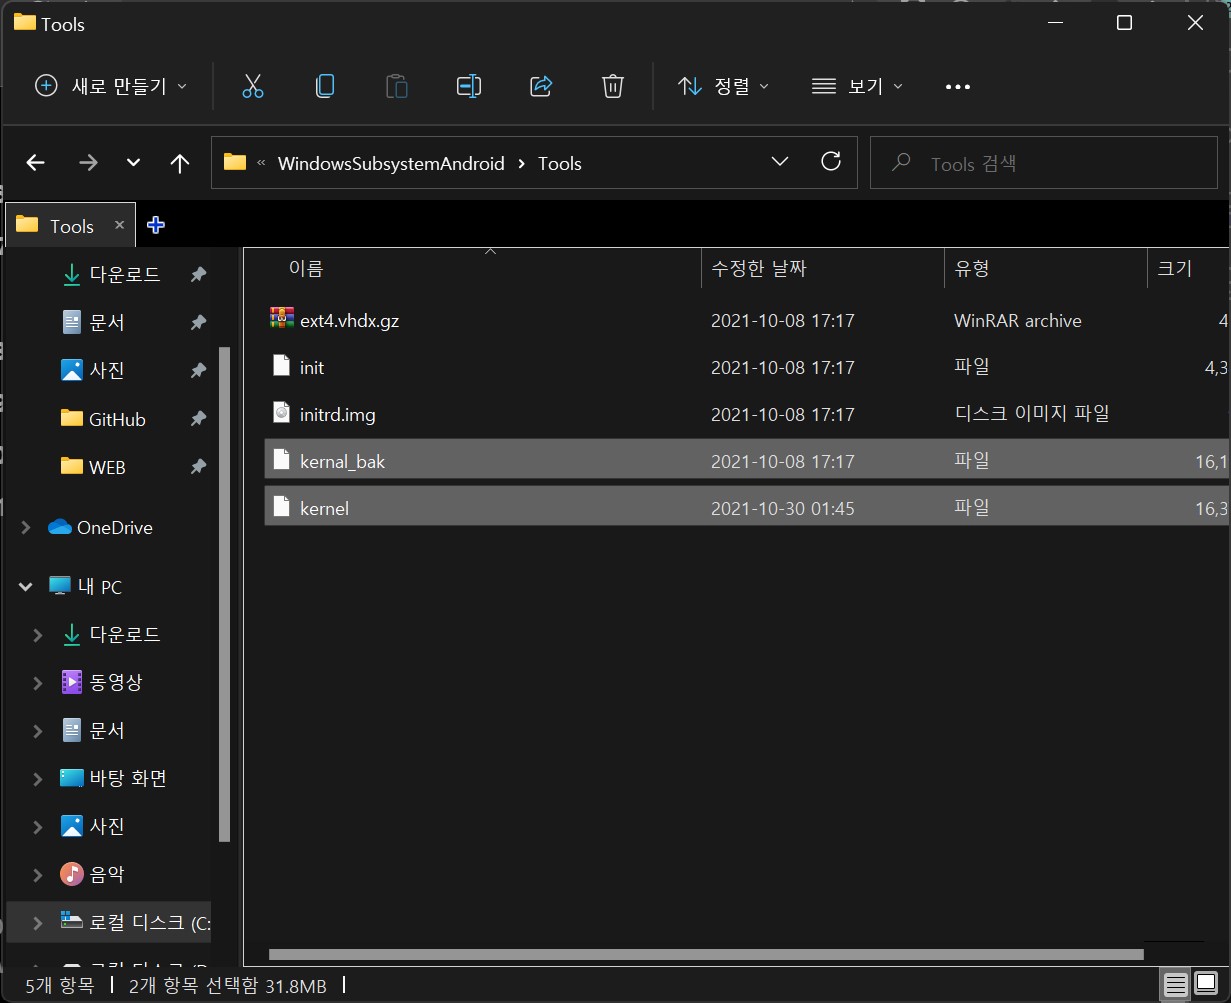 Tools
새로 만들기
정렬
보기
« WindowsSubsystemAndroid › Tools
Tools 검색
Tools
이름 수정한 날짜 유형 크기
다운로드
문서
사진
GitHub
WEB
OneDrive
내 PC
다운로드
동영상
문서
바탕 화면
사진
음악
로컬 디스크 (C:
ext4.vhdx.gz 2021-10-08 17:17 WinRAR archive 4
init 2021-10-08 17:17 파일 4,3
initrd.img 2021-10-08 17:17 디스크 이미지 파일
kernal_bak 2021-10-08 17:17 파일 16,1
kernel 2021-10-30 01:45 파일 16,3
5개 항목 | 2개 항목 선택함 31.8MB |